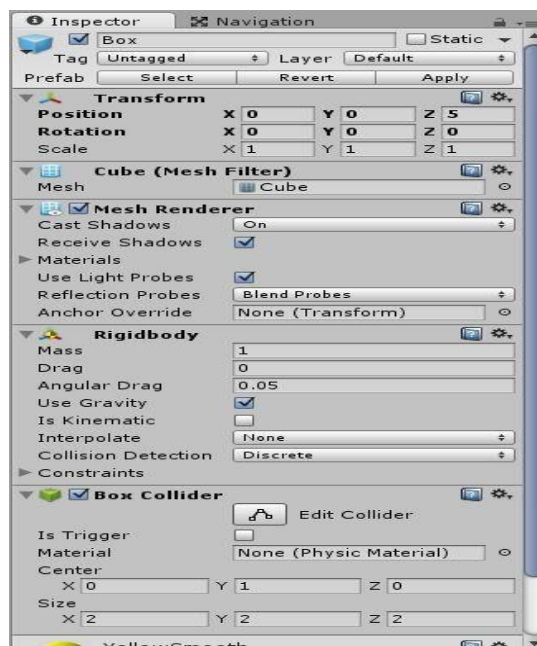 Inspector Navigation
Box Static
Tag Untagged Layer Default
Prefab Select Revert Apply
Transform
Position X 0 Y 0 Z 5
Rotation X 0 Y 0 Z 0
Scale X 1 Y 1 Z 1
Cube (Mesh Filter)
Mesh Cube
Mesh Renderer
Cast Shadows On
Receive Shadows
Materials
Use Light Probes
Reflection Probes Blend Probes
Anchor Override None (Transform)
Rigidbody
Mass 1
Drag 0
Angular Drag 0.05
Use Gravity
Is Kinematic
Interpolate None
Collision Detection Discrete
Constraints
Box Collider
Edit Collider
Is Trigger
Material None (Physic Material)
Center
X 0 Y 1 Z 0
Size
X 2 Y 2 Z 2
YellowSmooth